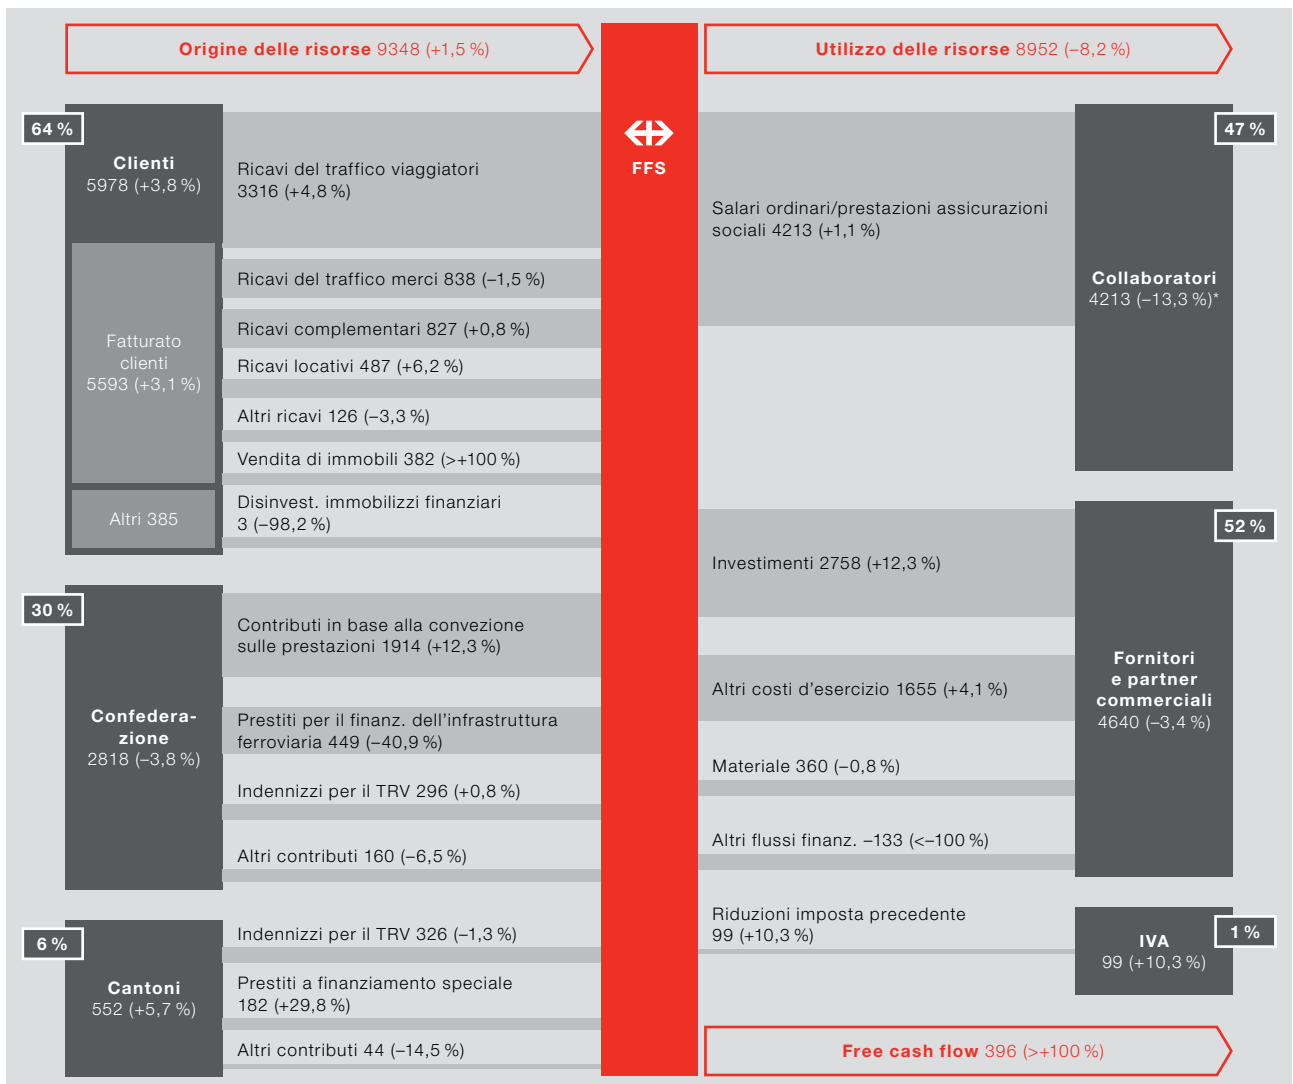 Origine delle risorse 9348 (+1,5 %)
64 %
Clienti
5978 (+3,8 %)
Ricavi del traffico viaggiatori
3316 (+4,8 %)
Fatturato
clienti
5593 (+3,1 %)
Ricavi del traffico merci 838 (–1,5 %)
Ricavi complementari 827 (+0,8 %)
Ricavi locativi 487 (+6,2 %)
Altri ricavi 126 (–3,3 %)
Vendita di immobili 382 (>+100 %)
Altri 385
Disinvest. immobilizzi finanziari
3 (–98,2 %)
30 %
Confedera-
zione
2818 (–3,8 %)
Contributi in base alla convezione
sulle prestazioni 1914 (+12,3 %)
Prestiti per il finanz. dell’infrastruttura
ferroviaria 449 (–40,9 %)
Indennizzi per il TRV 296 (+0,8 %)
Altri contributi 160 (–6,5 %)
6 %
Cantoni
552 (+5,7 %)
Indennizzi per il TRV 326 (–1,3 %)
Prestiti a finanziamento speciale
182 (+29,8 %)
Altri contributi 44 (–14,5 %)
FFS
Utilizzo delle risorse 8952 (–8,2 %)
Salari ordinari/prestazioni assicurazioni
sociali 4213 (+1,1 %)
47 %
Collaboratori
4213 (–13,3 %)*
Investimenti 2758 (+12,3 %)
Altri costi d’esercizio 1655 (+4,1 %)
Materiale 360 (–0,8 %)
Altri flussi finanz. –133 (<–100 %)
52 %
Fornitori
e partner
commerciali
4640 (–3,4 %)
Riduzioni imposta precedente
99 (+10,3 %)
1 %
IVA
99 (+10,3 %)
Free cash flow 396 (>+100 %)